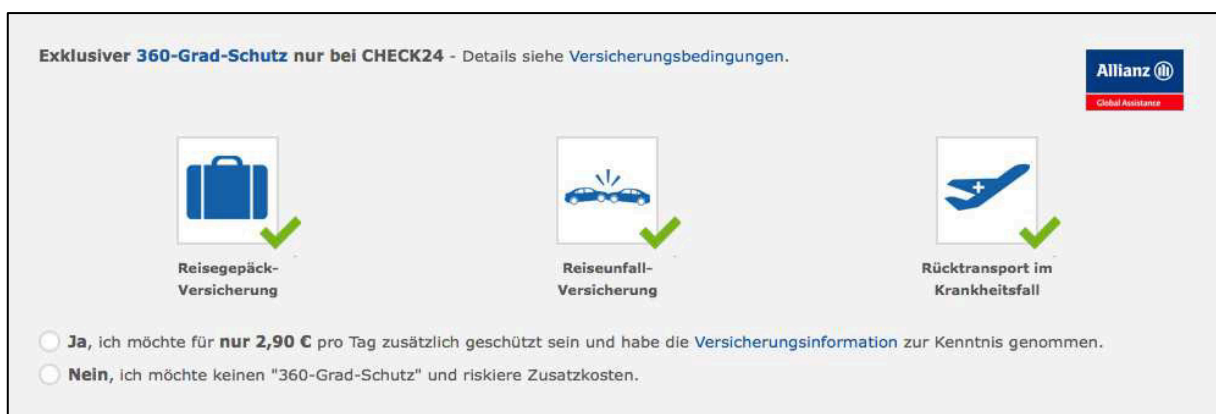 Exklusiver 360-Grad-Schutz nur bei CHECK24 - Details siehe Versicherungsbedingungen.
Allianz
Global Assistance
Reisegepäck-
Versicherung
Reiseunfall-
Versicherung
Rücktransport im
Krankheitsfall
Ja, ich möchte für nur 2,90 € pro Tag zusätzlich geschützt sein und habe die Versicherungsinformation zur Kenntnis genommen.
Nein, ich möchte keinen "360-Grad-Schutz" und riskiere Zusatzkosten.